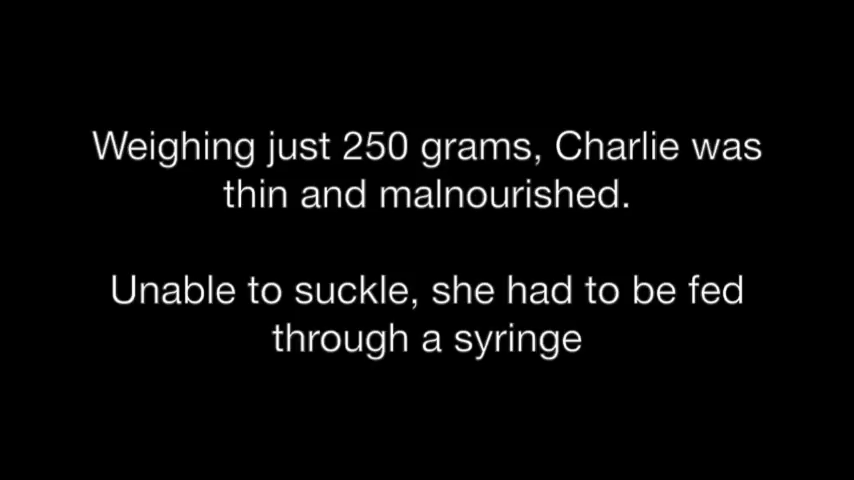 Weighing just 250 grams, Charlie was
thin and malnourished.
Unable to suckle, she had to be fed
through a syringe